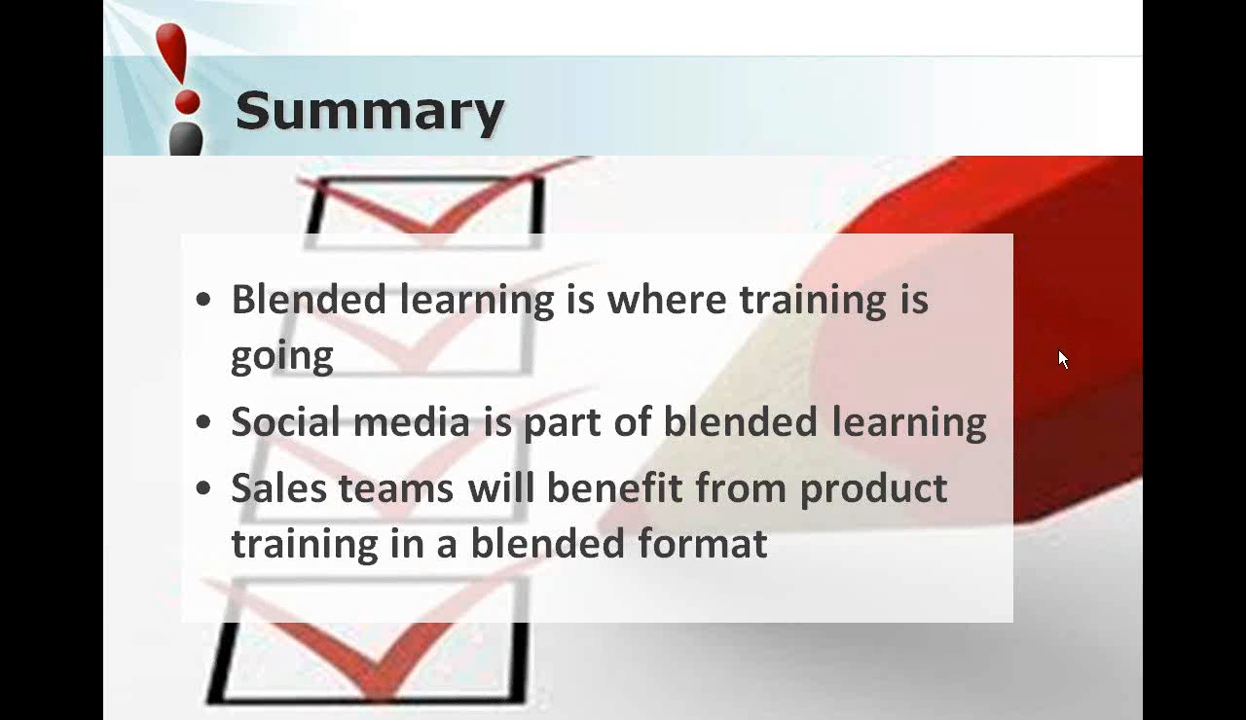 Summary
• Blended learning is where training is
going
• Social media is part of blended learning
• Sales teams will benefit from product
training in a blended format